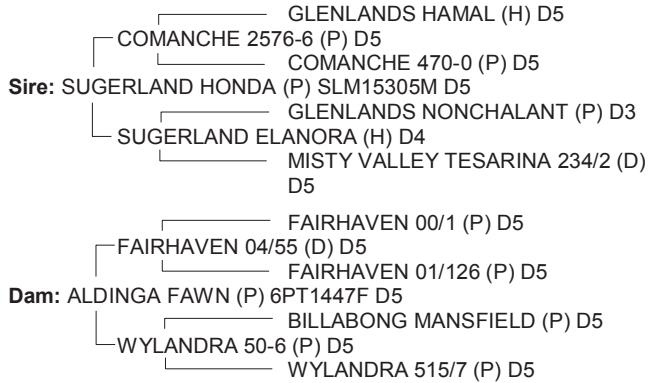 GLENLANDS HAMAL (H) D5
COMANCHE 2576-6 (P) D5
COMANCHE 470-0 (P) D5
Sire: SUGERLAND HONDA (P) SLM15305M D5
GLENLANDS NONCHALANT (P) D3
SUGERLAND ELANORA (H) D4
MISTY VALLEY TESARINA 234/2 (D)
D5
FAIRHAVEN 00/1 (P) D5
FAIRHAVEN 04/55 (D) D5
FAIRHAVEN 01/126 (P) D5
Dam: ALDINGA FAWN (P) 6PT1447F D5
BILLABONG MANSFIELD (P) D5
WYLANDRA 50-6 (P) D5
WYLANDRA 515/7 (P) D5